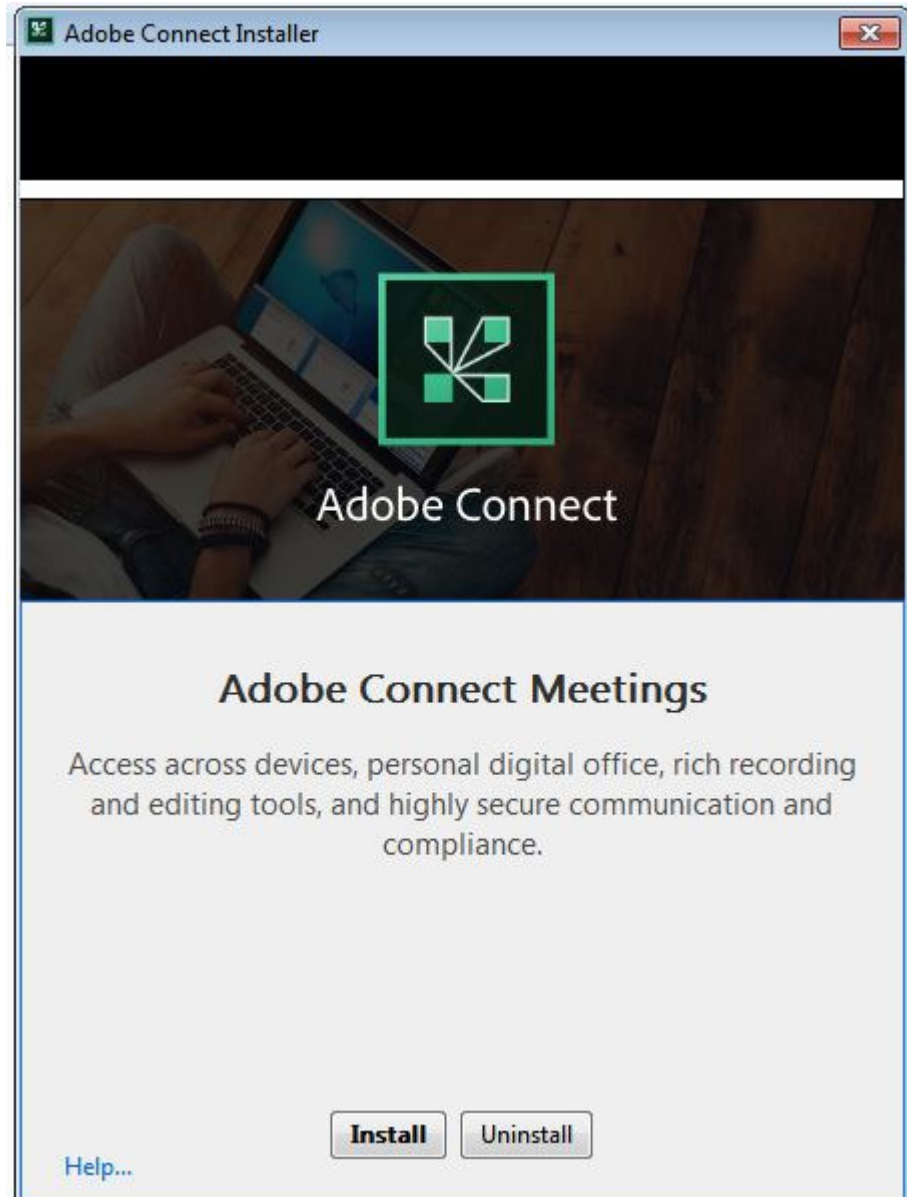 Adobe Connect Installer
Adobe Connect
Adobe Connect Meetings
Access across devices, personal digital office, rich recording
and editing tools, and highly secure communication and
compliance.
Install Uninstall
Help...